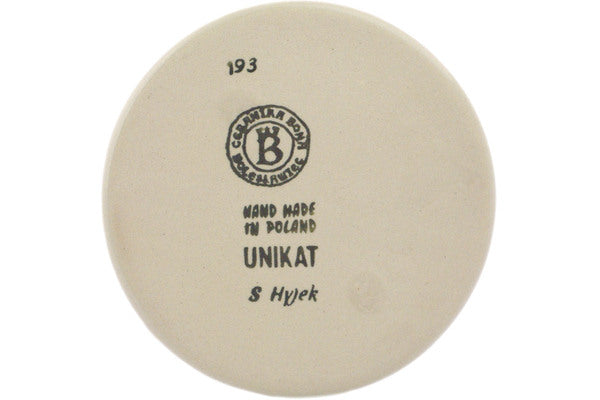 193
CERAMIKA BONA
BOLESŁAWIEC
B
HAND MADE
IN POLAND
UNIKAT
S Hyjek